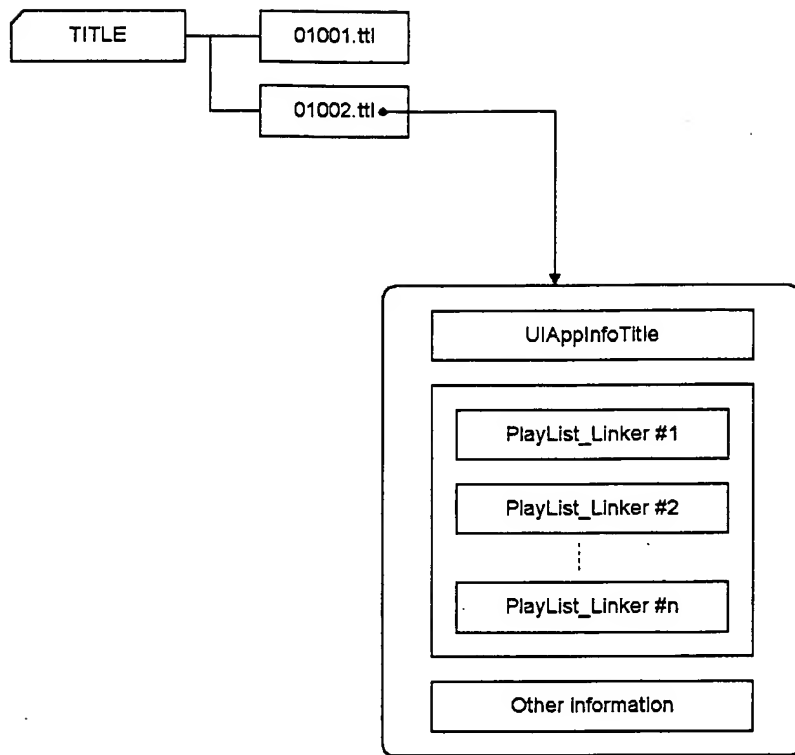 TITLE
01001.ttl
01002.ttl
UIAppInfoTitle
PlayList_Linker #1
PlayList_Linker #2
PlayList_Linker #n
Other information